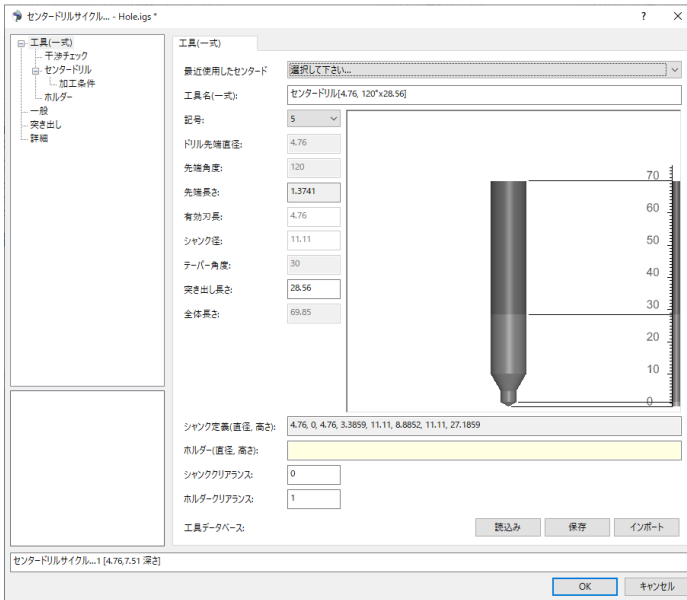 センタードリルサイクル... - Hole.igs *
? ×
工具(一式)
干渉チェック
センタードリル
加工条件
ホルダー
一般
突き出し
詳細
工具(一式)
最近使用したセンタード 選択して下さい...
工具名(一式): センタードリル[4.76, 120°x28.56]
記号: 5
ドリル先端直径: 4.76
先端角度: 120
先端長さ: 1.3741
有効刃長: 4.76
シャンク径: 11.11
テーパー角度: 30
突き出し長さ: 28.56
全体長さ: 69.85
70
60
50
40
30
20
10
0
シャンク定義(直径, 高さ): 4.76, 0, 4.76, 3.3859, 11.11, 8.8852, 11.11, 27.1859
ホルダー(直径, 高さ):
シャンククリアランス: 0
ホルダークリアランス: 1
工具データベース: 読込み 保存 インポート
センタードリルサイクル...1 [4.76,7.51 深さ]
OK キャンセル